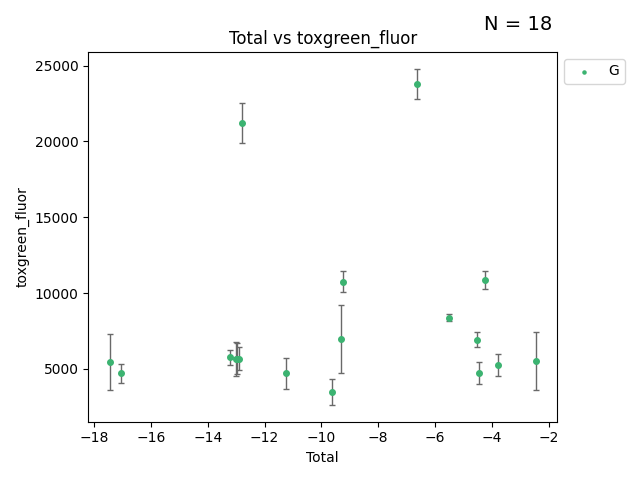 N = 18
Total vs toxgreen_fluor
G
25000
20000
15000
10000
5000
toxgreen_fluor
−18 −16 −14 −12 −10 −8 −6 −4 −2
Total